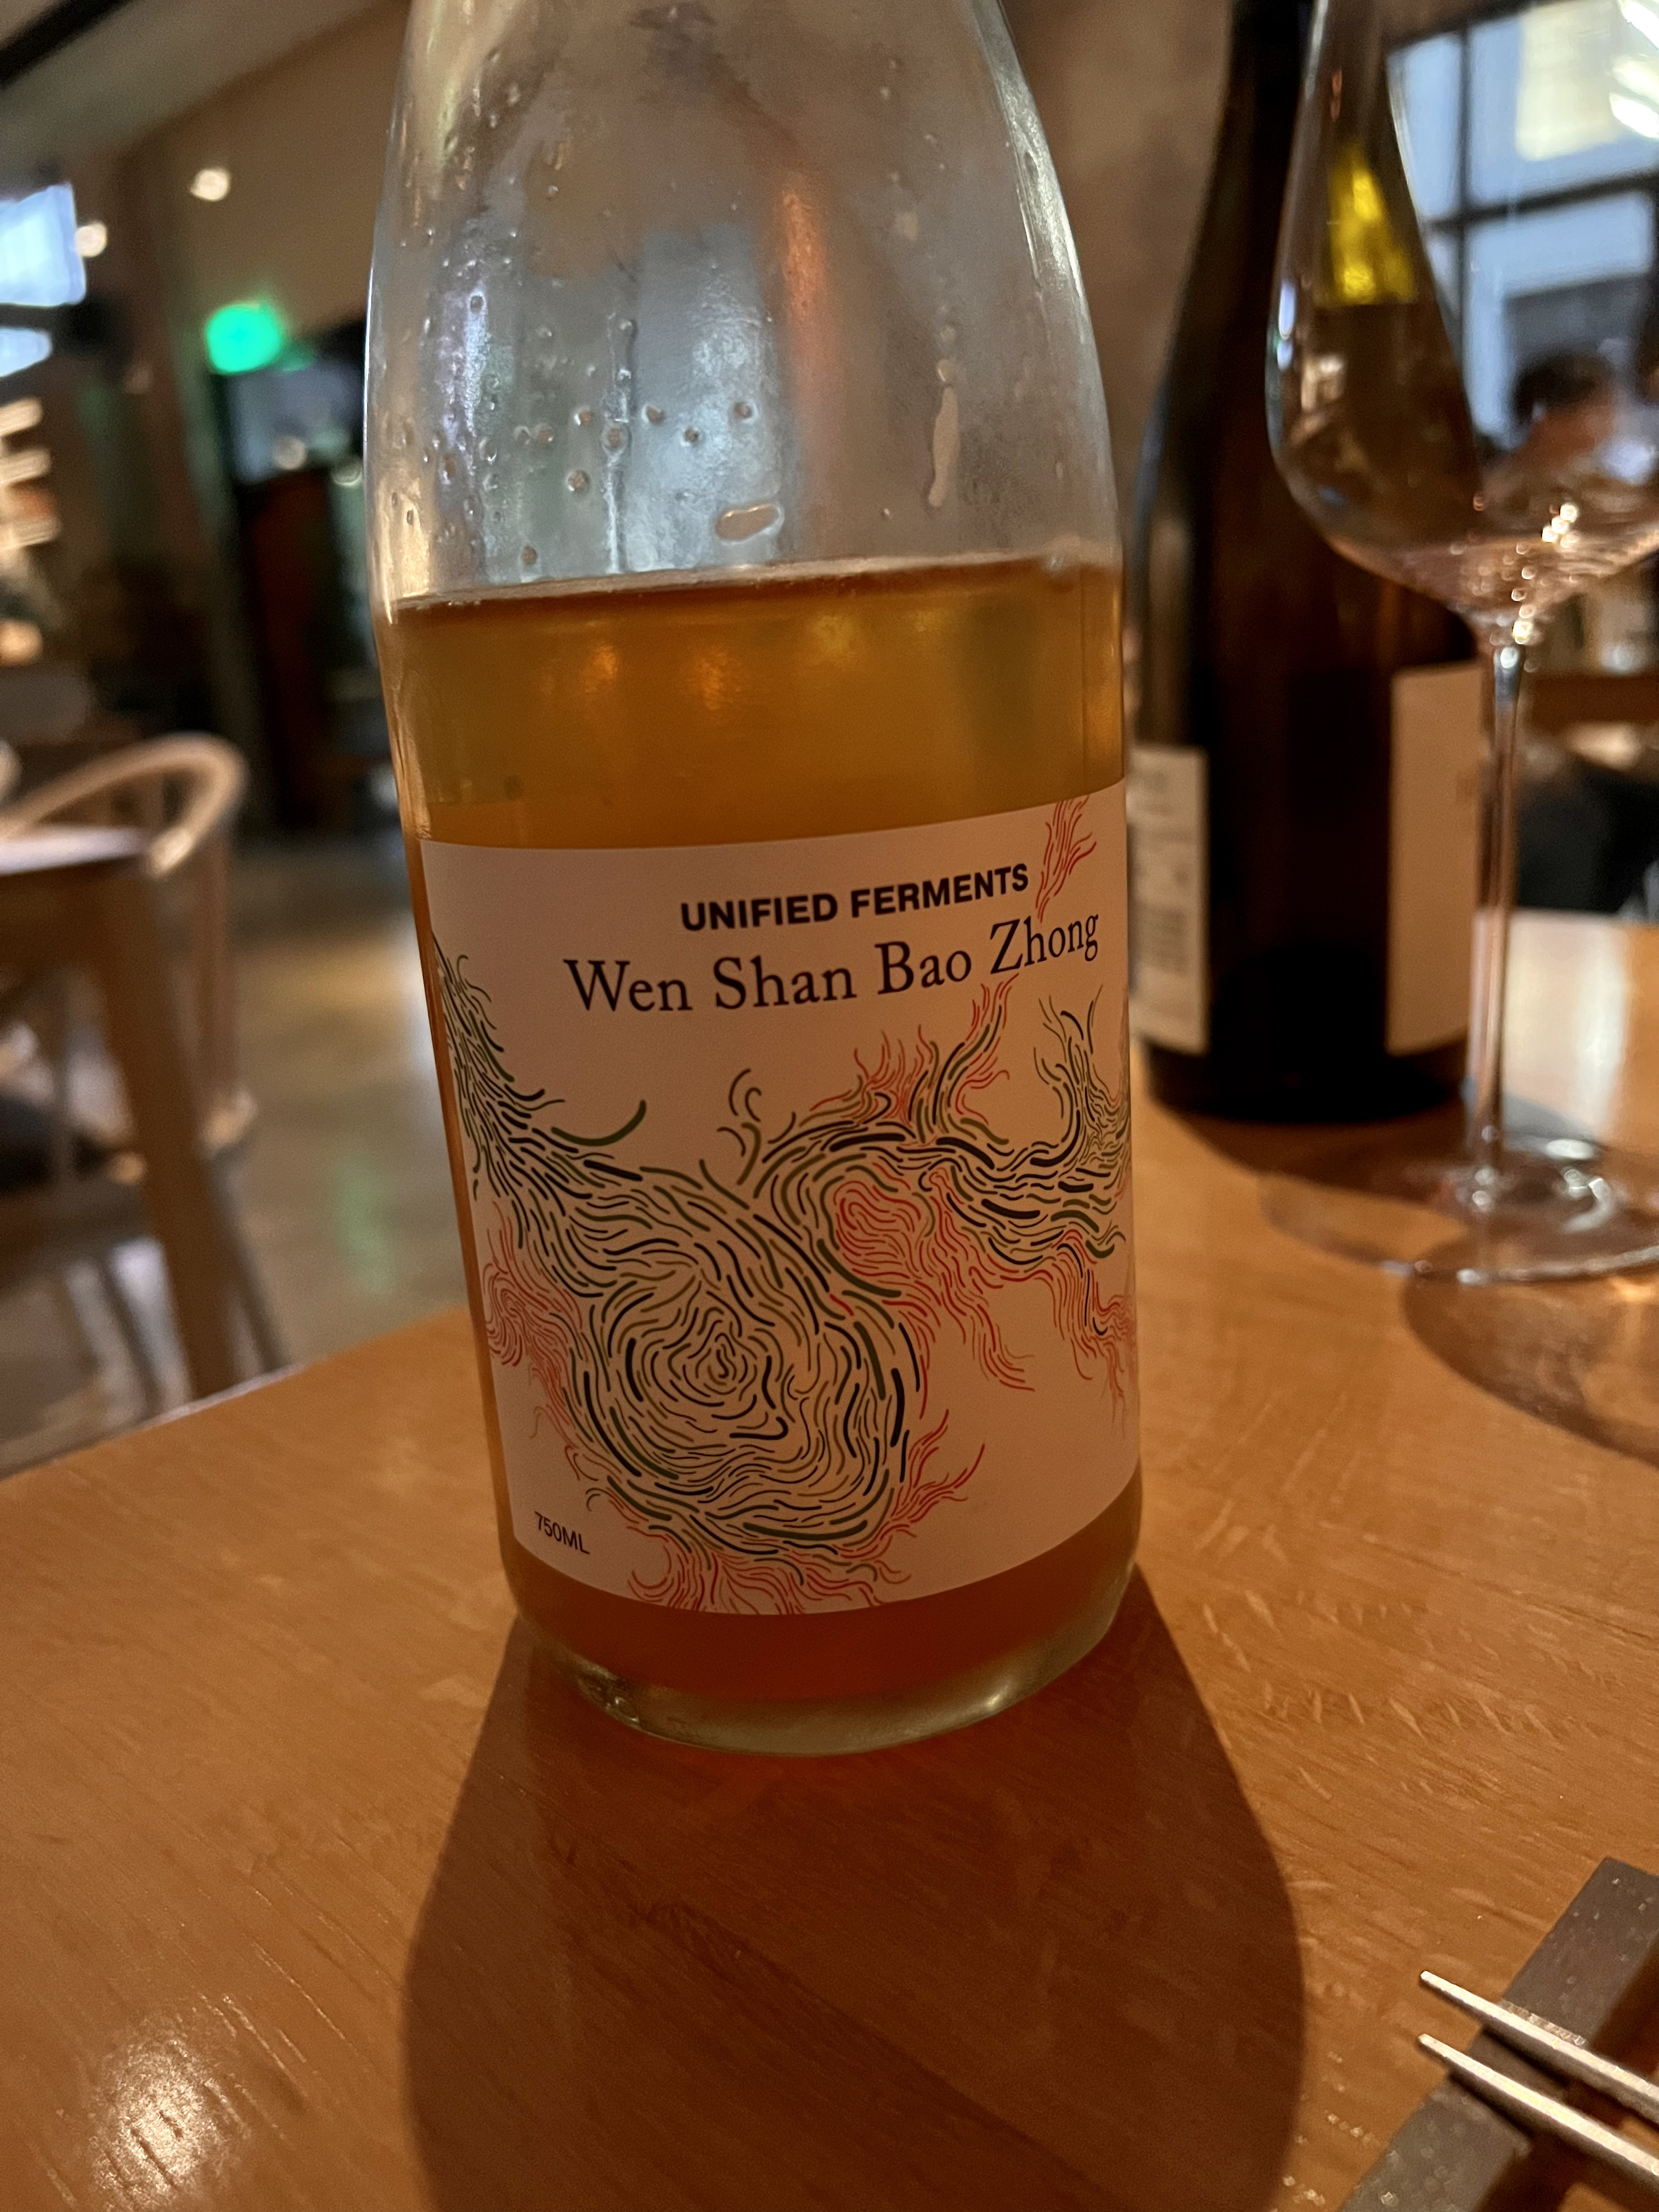 UNIFIED FERMENTS
Wen Shan Bao Zhong
750ML